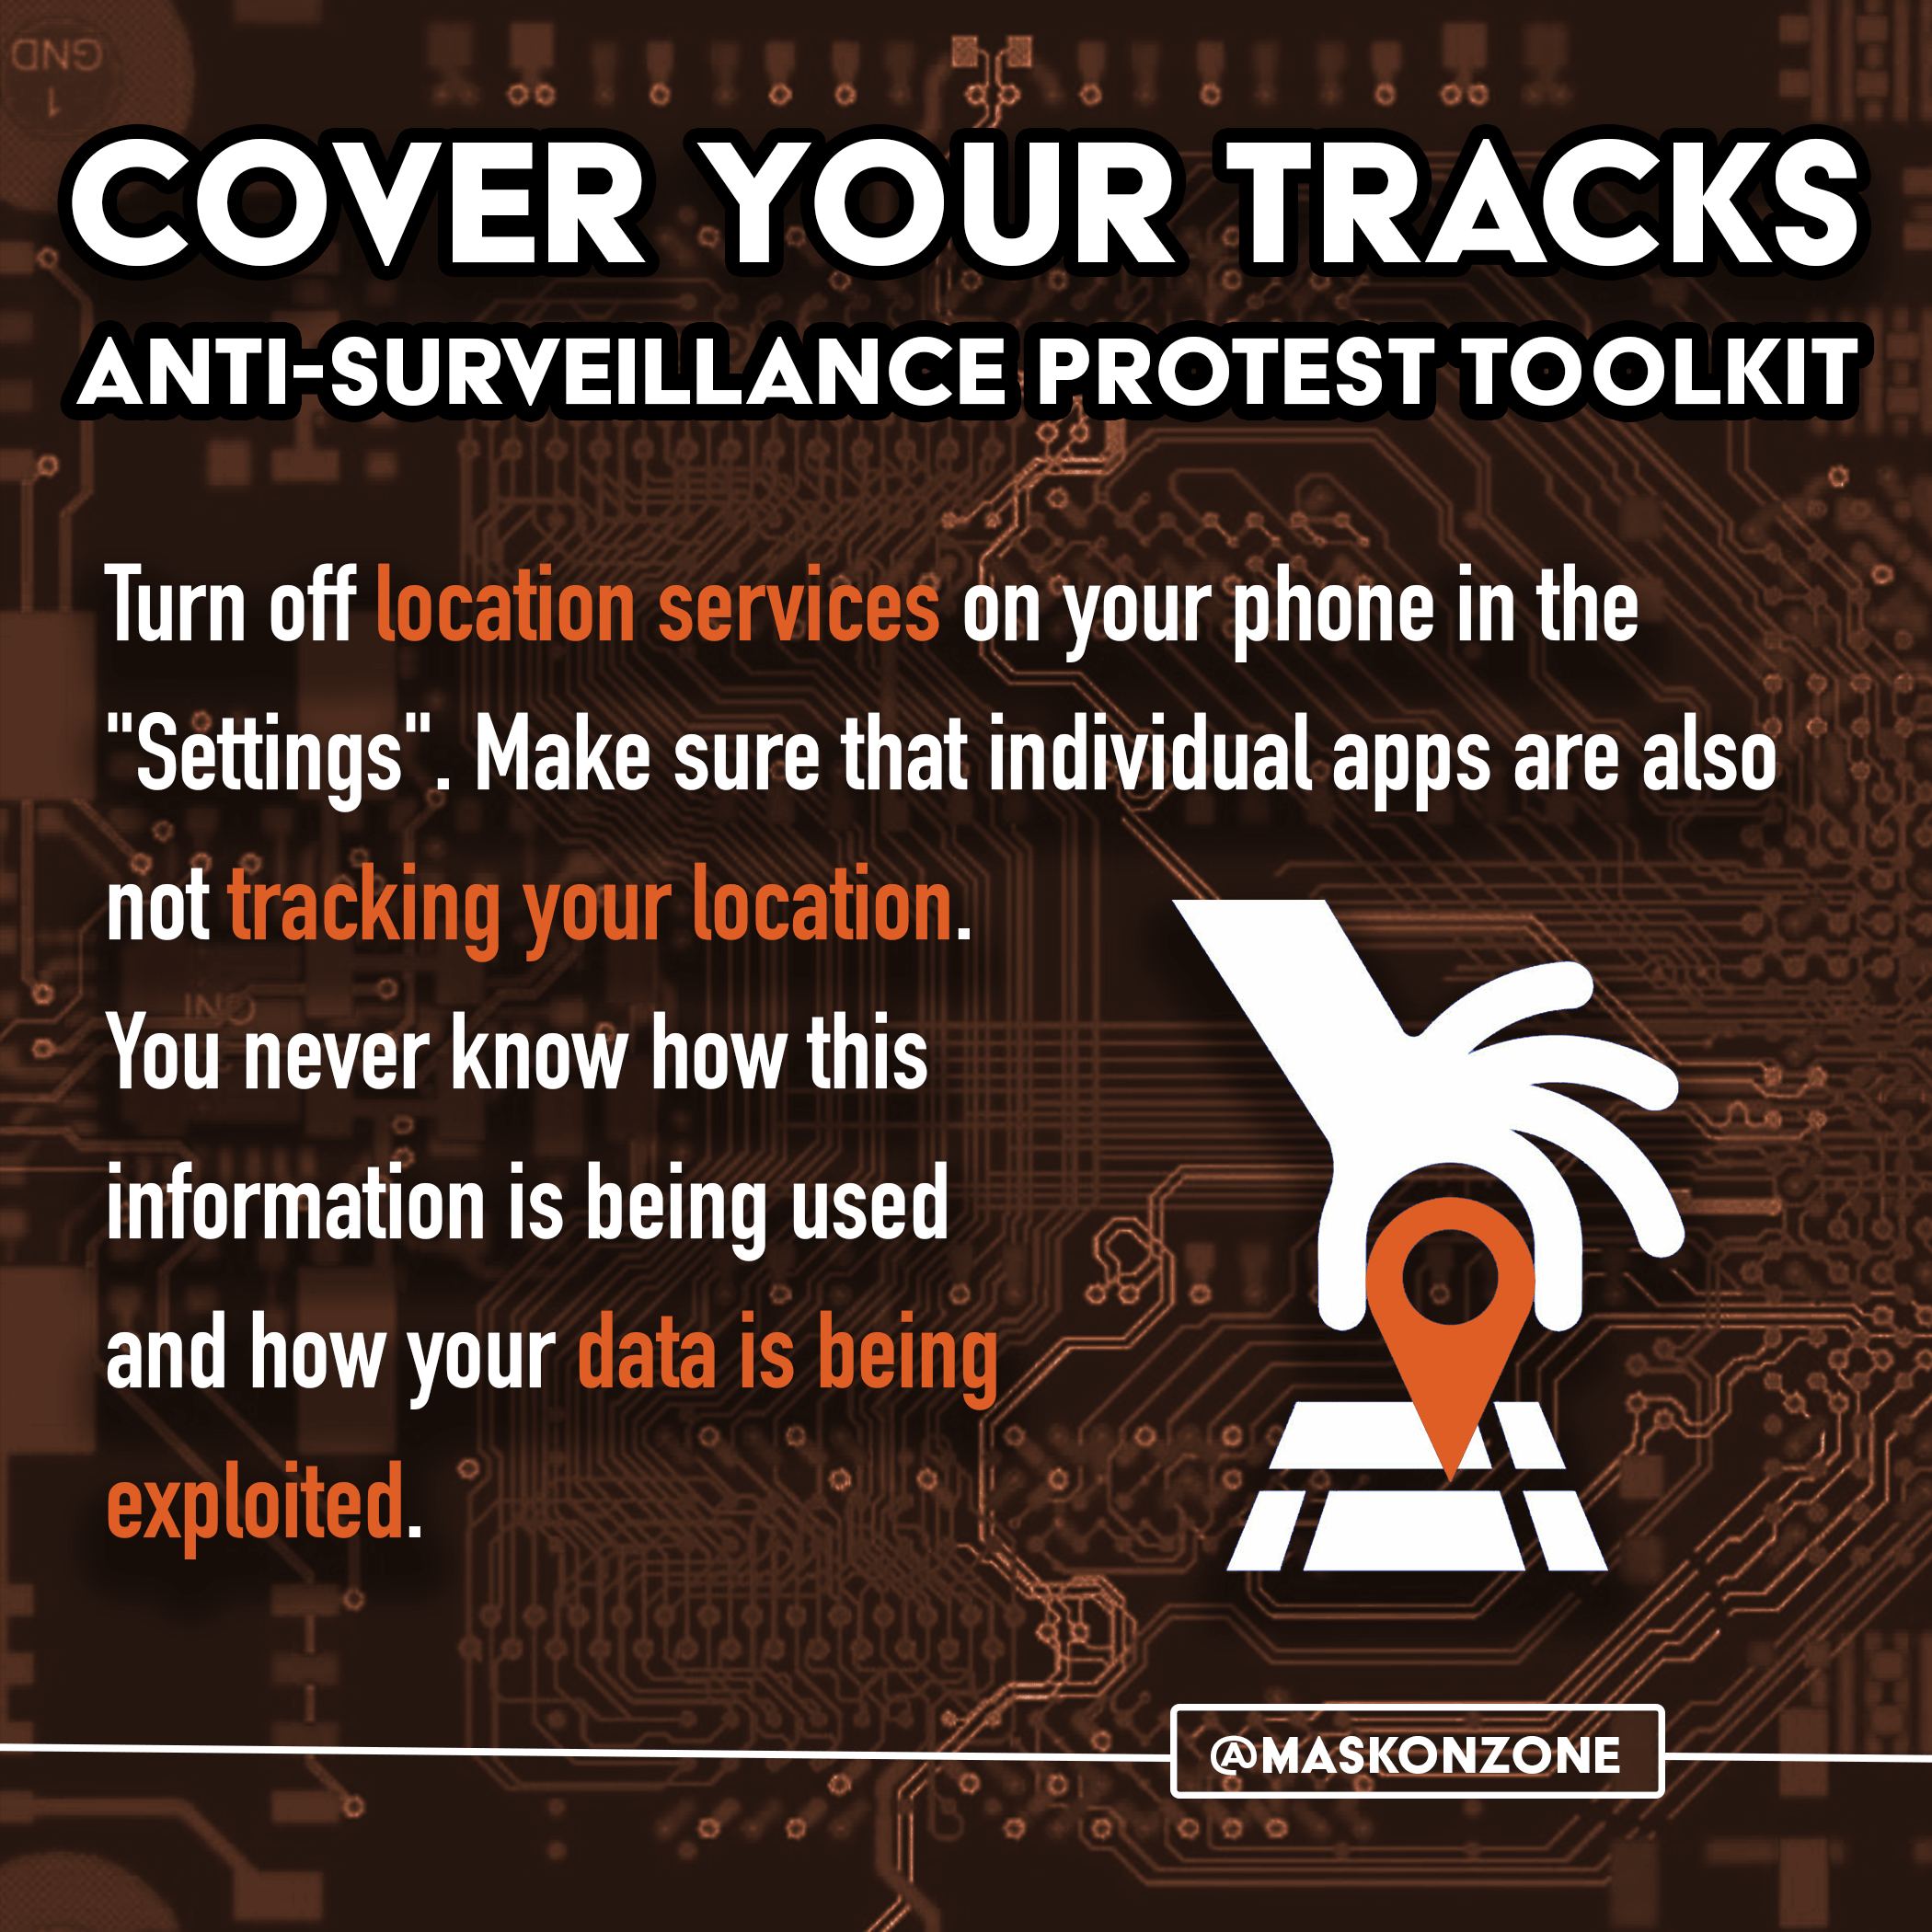 COVER YOUR TRACKS
ANTI-SURVEILLANCE PROTEST TOOLKIT
Turn off location services on your phone in the
"Settings". Make sure that individual apps are also
not tracking your location.
You never know how this
information is being used
and how your data is being
exploited.
@MASKONZONE